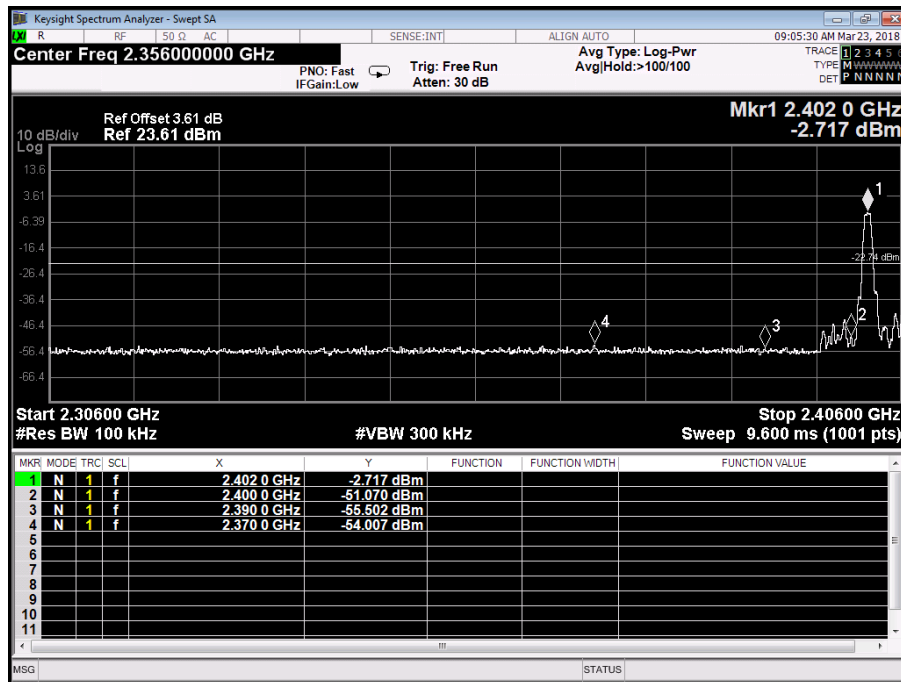 Keysight Spectrum Analyzer - Swept SA
LXI R RF 50 Ω AC SENSE:INT ALIGN AUTO 09:05:30 AM Mar 23, 2018
Center Freq 2.356000000 GHz
PNO: Fast
IFGain:Low
Trig: Free Run
Atten: 30 dB
Avg Type: Log-Pwr
Avg|Hold:>100/100
TRACE 1 2 3 4 5 6
TYPE M WWWWW
DET P N N N N N
Mkr1 2.402 0 GHz
-2.717 dBm
Ref Offset 3.61 dB
10 dB/div Ref 23.61 dBm
Log
13.6
3.61
-6.39
-16.4
-26.4
-36.4
-46.4
-56.4
-66.4
1
-22.74 dBm
2
3
4
Start 2.30600 GHz Stop 2.40600 GHz
#Res BW 100 kHz #VBW 300 kHz Sweep 9.600 ms (1001 pts)
MKR MODE TRC SCL X Y FUNCTION FUNCTION WIDTH FUNCTION VALUE
1 N 1 f 2.402 0 GHz -2.717 dBm
2 N 1 f 2.400 0 GHz -51.070 dBm
3 N 1 f 2.390 0 GHz -55.502 dBm
4 N 1 f 2.370 0 GHz -54.007 dBm
5
6
7
8
9
10
11
MSG STATUS